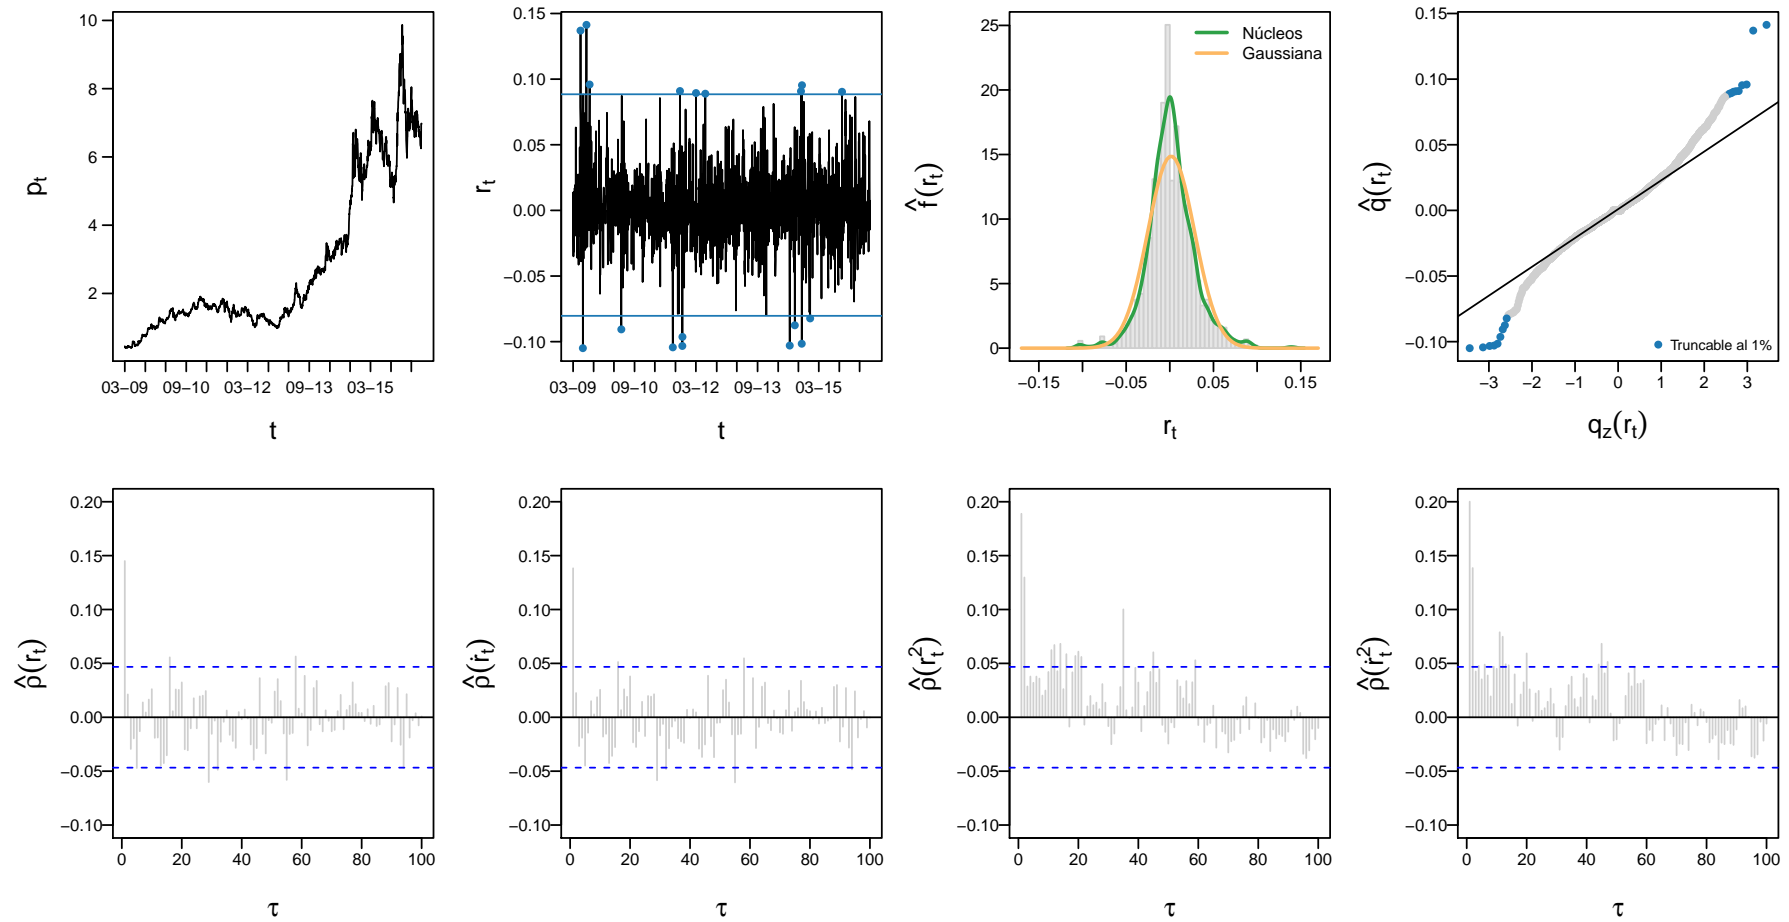 10
8
6
4
2
03−09 09−10 03−12 09−13 03−15
p_t
t
0.15
0.10
0.05
0.00
−0.05
−0.10
03−09 09−10 03−12 09−13 03−15
r_t
t
25
20
15
10
5
0
−0.15 −0.05 0.05 0.15
f̂(r_t)
r_t
Núcleos
Gaussiana
0.15
0.10
0.05
0.00
−0.05
−0.10
−3 −2 −1 0 1 2 3
q̂(r_t)
q_z(r_t)
Truncable al 1%
0.20
0.15
0.10
0.05
0.00
−0.05
−0.10
0 20 40 60 80 100
ρ̂(r_t)
τ
0.20
0.15
0.10
0.05
0.00
−0.05
−0.10
0 20 40 60 80 100
ρ̂(ṙ_t)
τ
0.20
0.15
0.10
0.05
0.00
−0.05
−0.10
0 20 40 60 80 100
ρ̂(r_t^2)
τ
0.20
0.15
0.10
0.05
0.00
−0.05
−0.10
0 20 40 60 80 100
ρ̂(ṙ_t^2)
τ